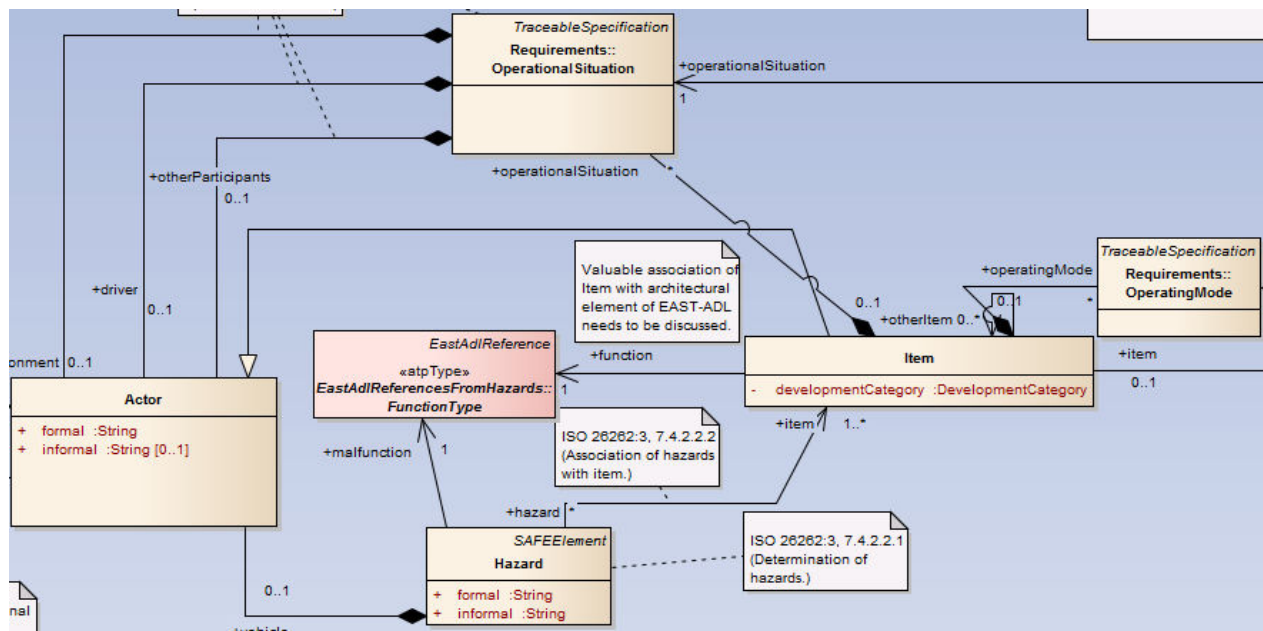 TraceableSpecification
Requirements::
OperationalSituation
+operationalSituation
1
+operationalSituation
*
+otherParticipants
0..1
+driver
0..1
onment 0..1
Valuable association of
Item with architectural
element of EAST-ADL
needs to be discussed.
TraceableSpecification
Requirements::
OperatingMode
+operatingMode
*
0..1
0..1
+otherItem 0..*
Item
- developmentCategory :DevelopmentCategory
+item
0..1
+function
1
EastAdlReference
«atpType»
EastAdlReferencesFromHazards::
FunctionType
Actor
+ formal :String
+ informal :String [0..1]
+item
1..*
ISO 26262:3, 7.4.2.2.2
(Association of hazards
with item.)
+malfunction
1
+hazard
*
SAFEElement
Hazard
+ formal :String
+ informal :String
ISO 26262:3, 7.4.2.2.1
(Determination of
hazards.)
0..1
nal